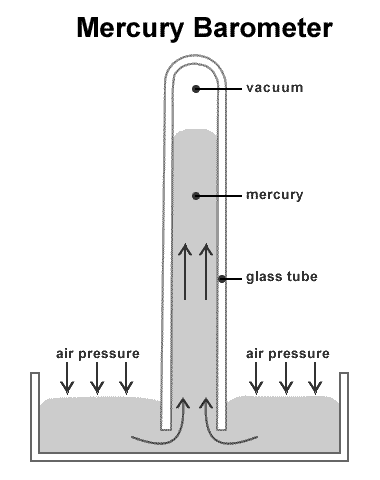 Mercury Barometer
vacuum
mercury
glass tube
air pressure
air pressure